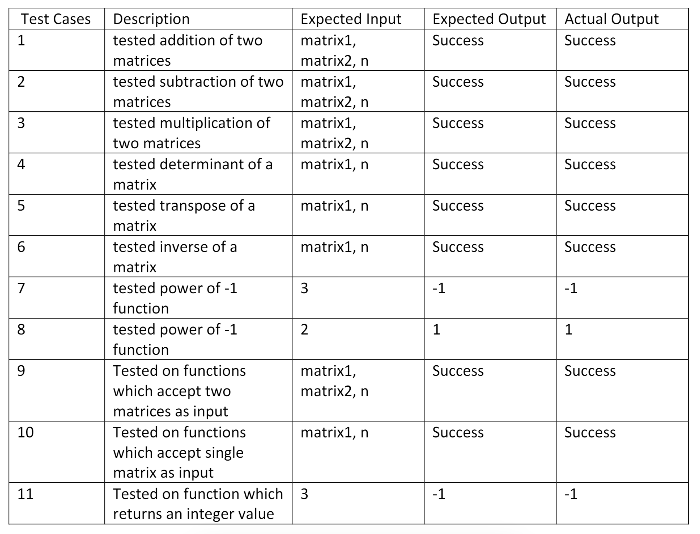 Test Cases Description Expected Input Expected Output Actual Output
1 tested addition of two matrix1, Success Success
matrices matrix2, n
2 tested subtraction of two matrix1, Success Success
matrices matrix2, n
3 tested multiplication of matrix1, Success Success
two matrices matrix2, n
4 tested determinant of a matrix1, n Success Success
matrix
5 tested transpose of a matrix1, n Success Success
matrix
6 tested inverse of a matrix1, n Success Success
matrix
7 tested power of -1 3 -1 -1
function
8 tested power of -1 2 1 1
function
9 Tested on functions matrix1, Success Success
which accept two matrix2, n
matrices as input
10 Tested on functions matrix1, n Success Success
which accept single
matrix as input
11 Tested on function which 3 -1 -1
returns an integer value